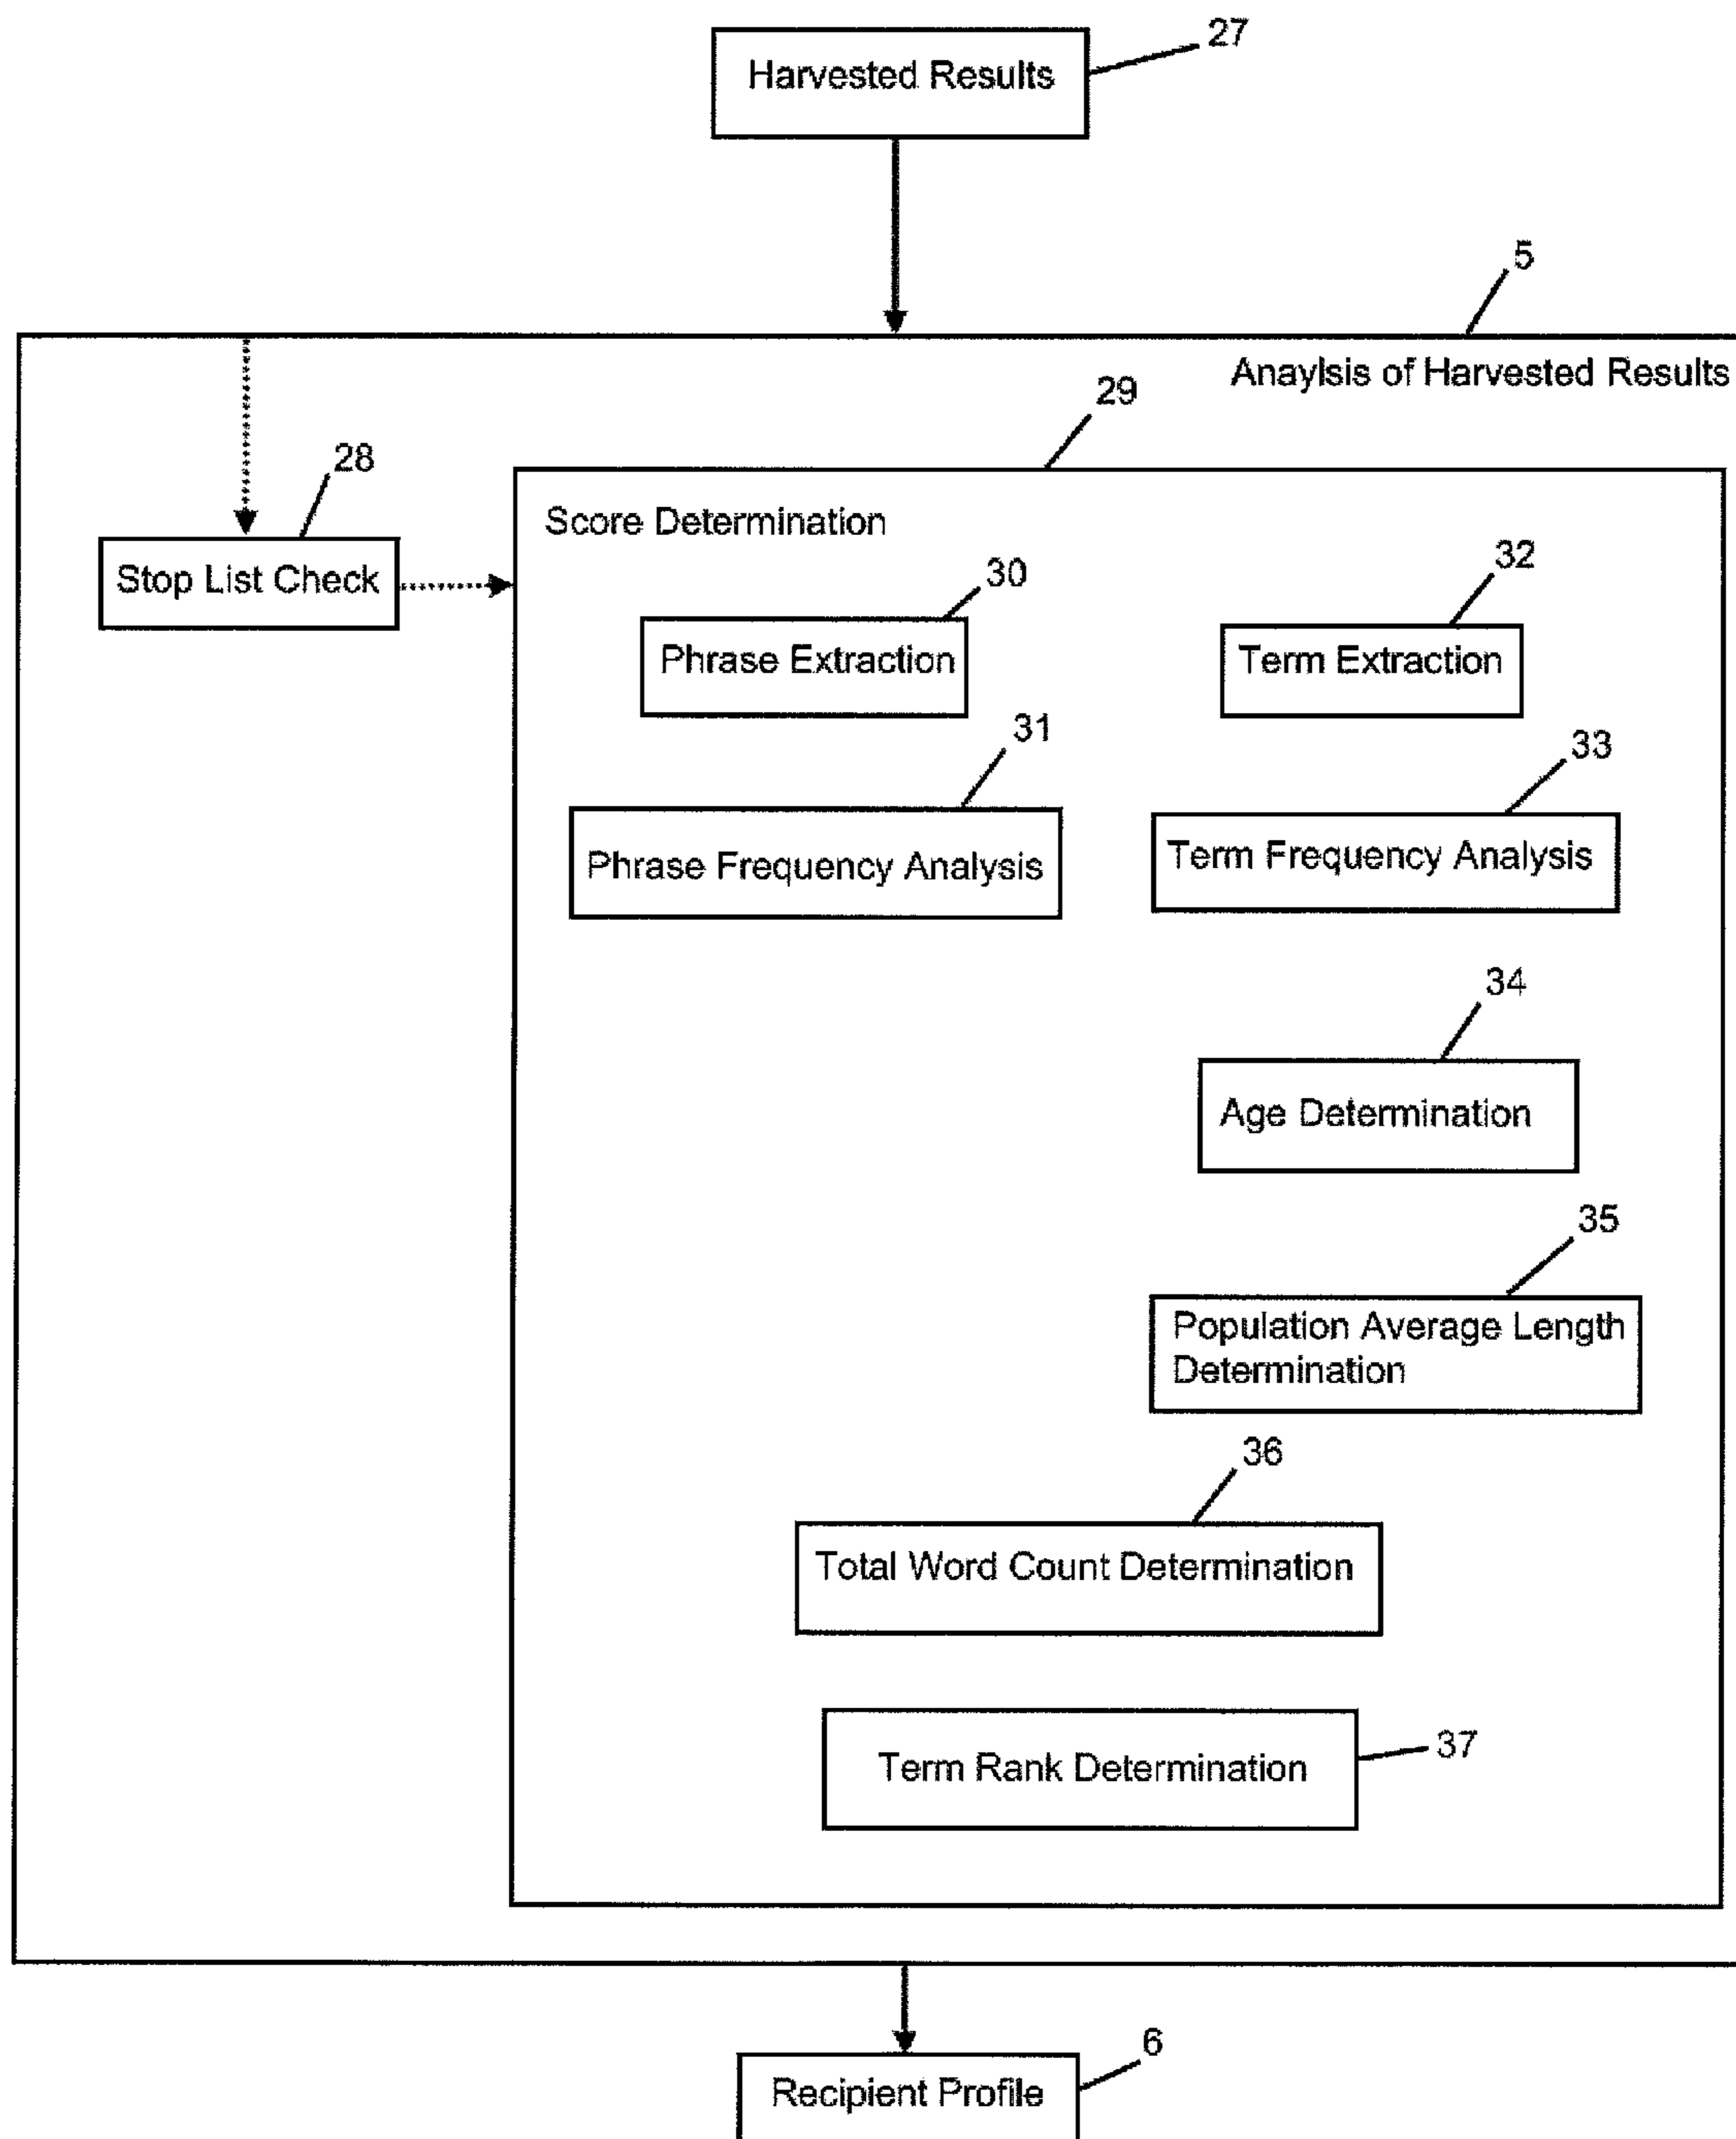 27
Harvested Results
5
Anaylsis of Harvested Results
29
28
Score Determination
Stop List Check
30
32
Phrase Extraction
Term Extraction
31
33
Phrase Frequency Analysis
Term Frequency Analysis
34
Age Determination
35
Population Average Length
Determination
36
Total Word Count Determination
37
Term Rank Determination
6
Recipient Profile